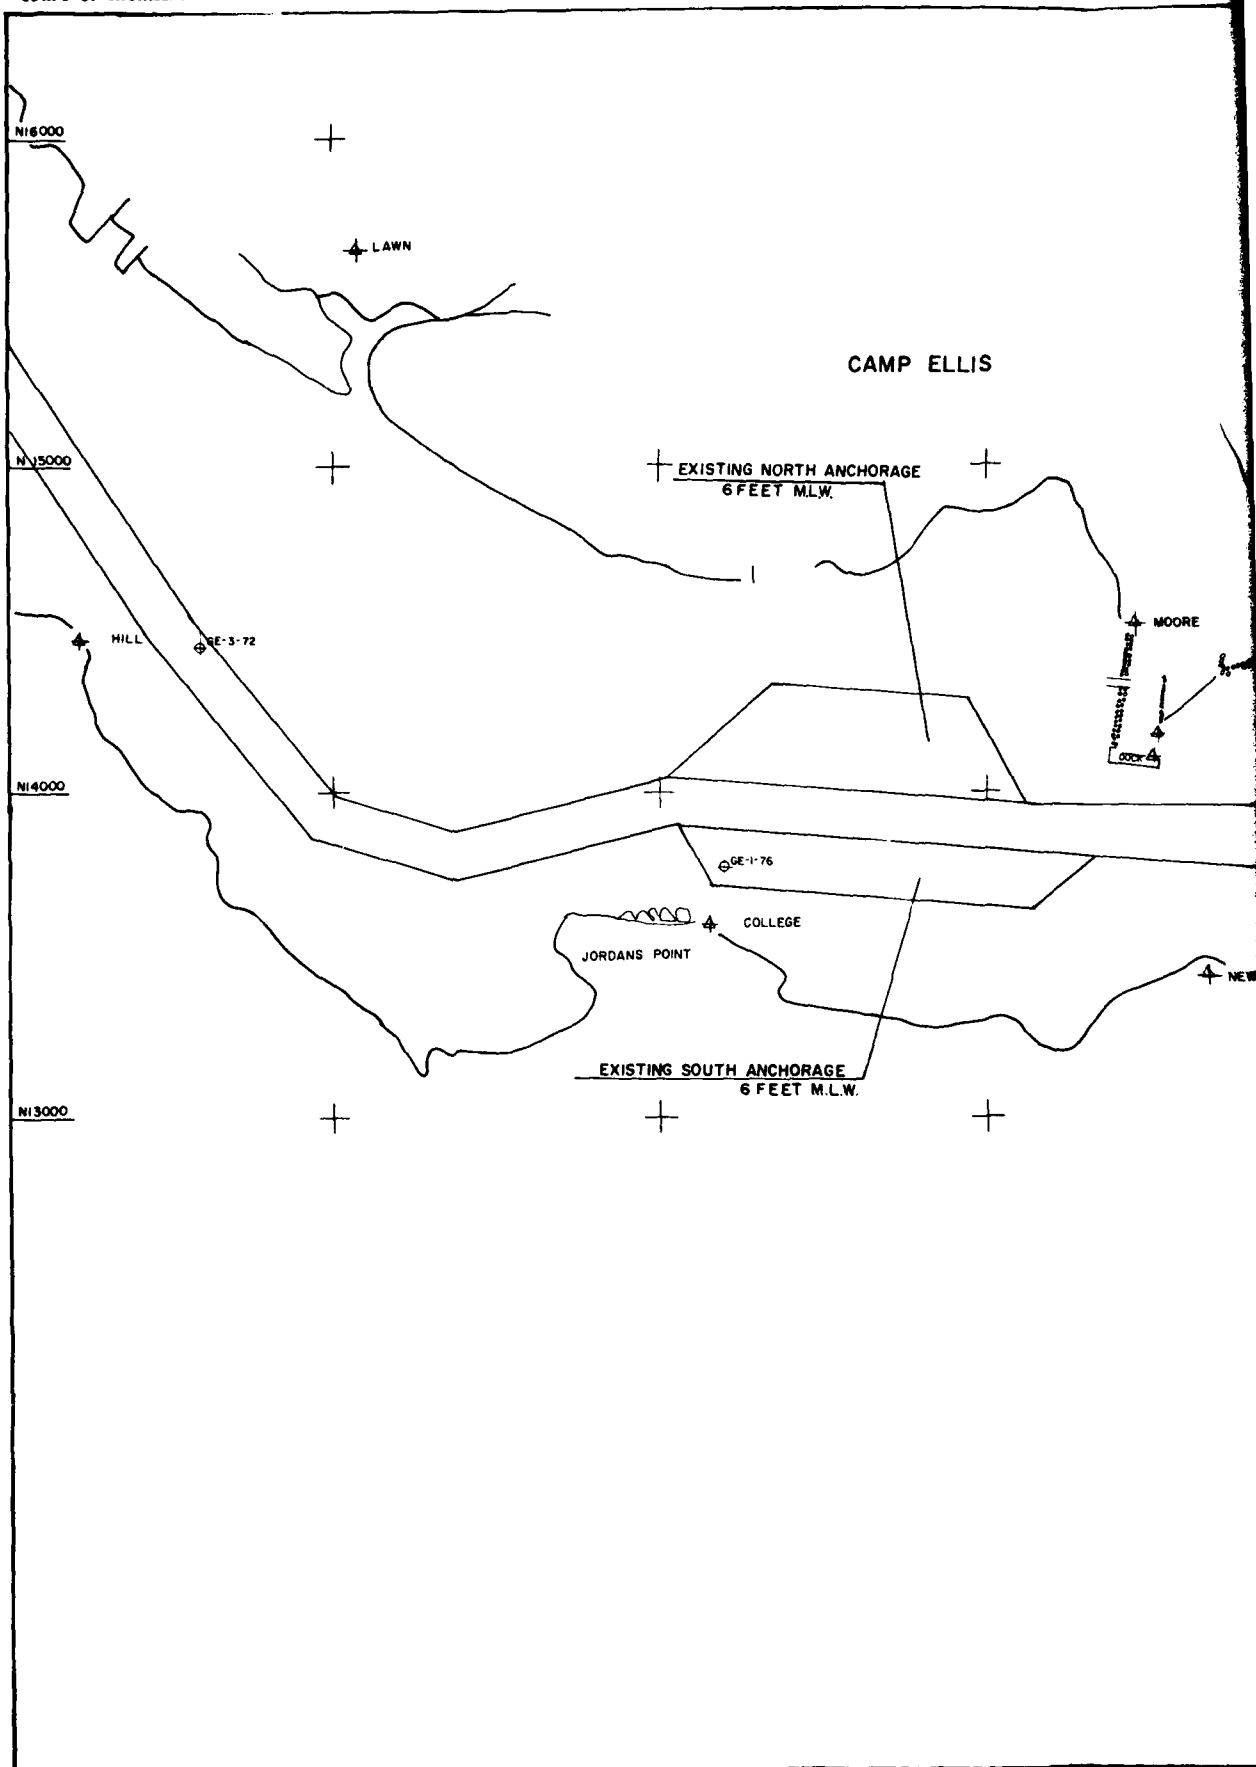 N16000
LAWN
CAMP ELLIS
N15000
EXISTING NORTH ANCHORAGE
6 FEET M.L.W.
MOORE
HILL
GE-3-72
DOCK
N14000
GE-1-76
COLLEGE
JORDANS POINT
NEW
EXISTING SOUTH ANCHORAGE
6 FEET M.L.W.
N13000